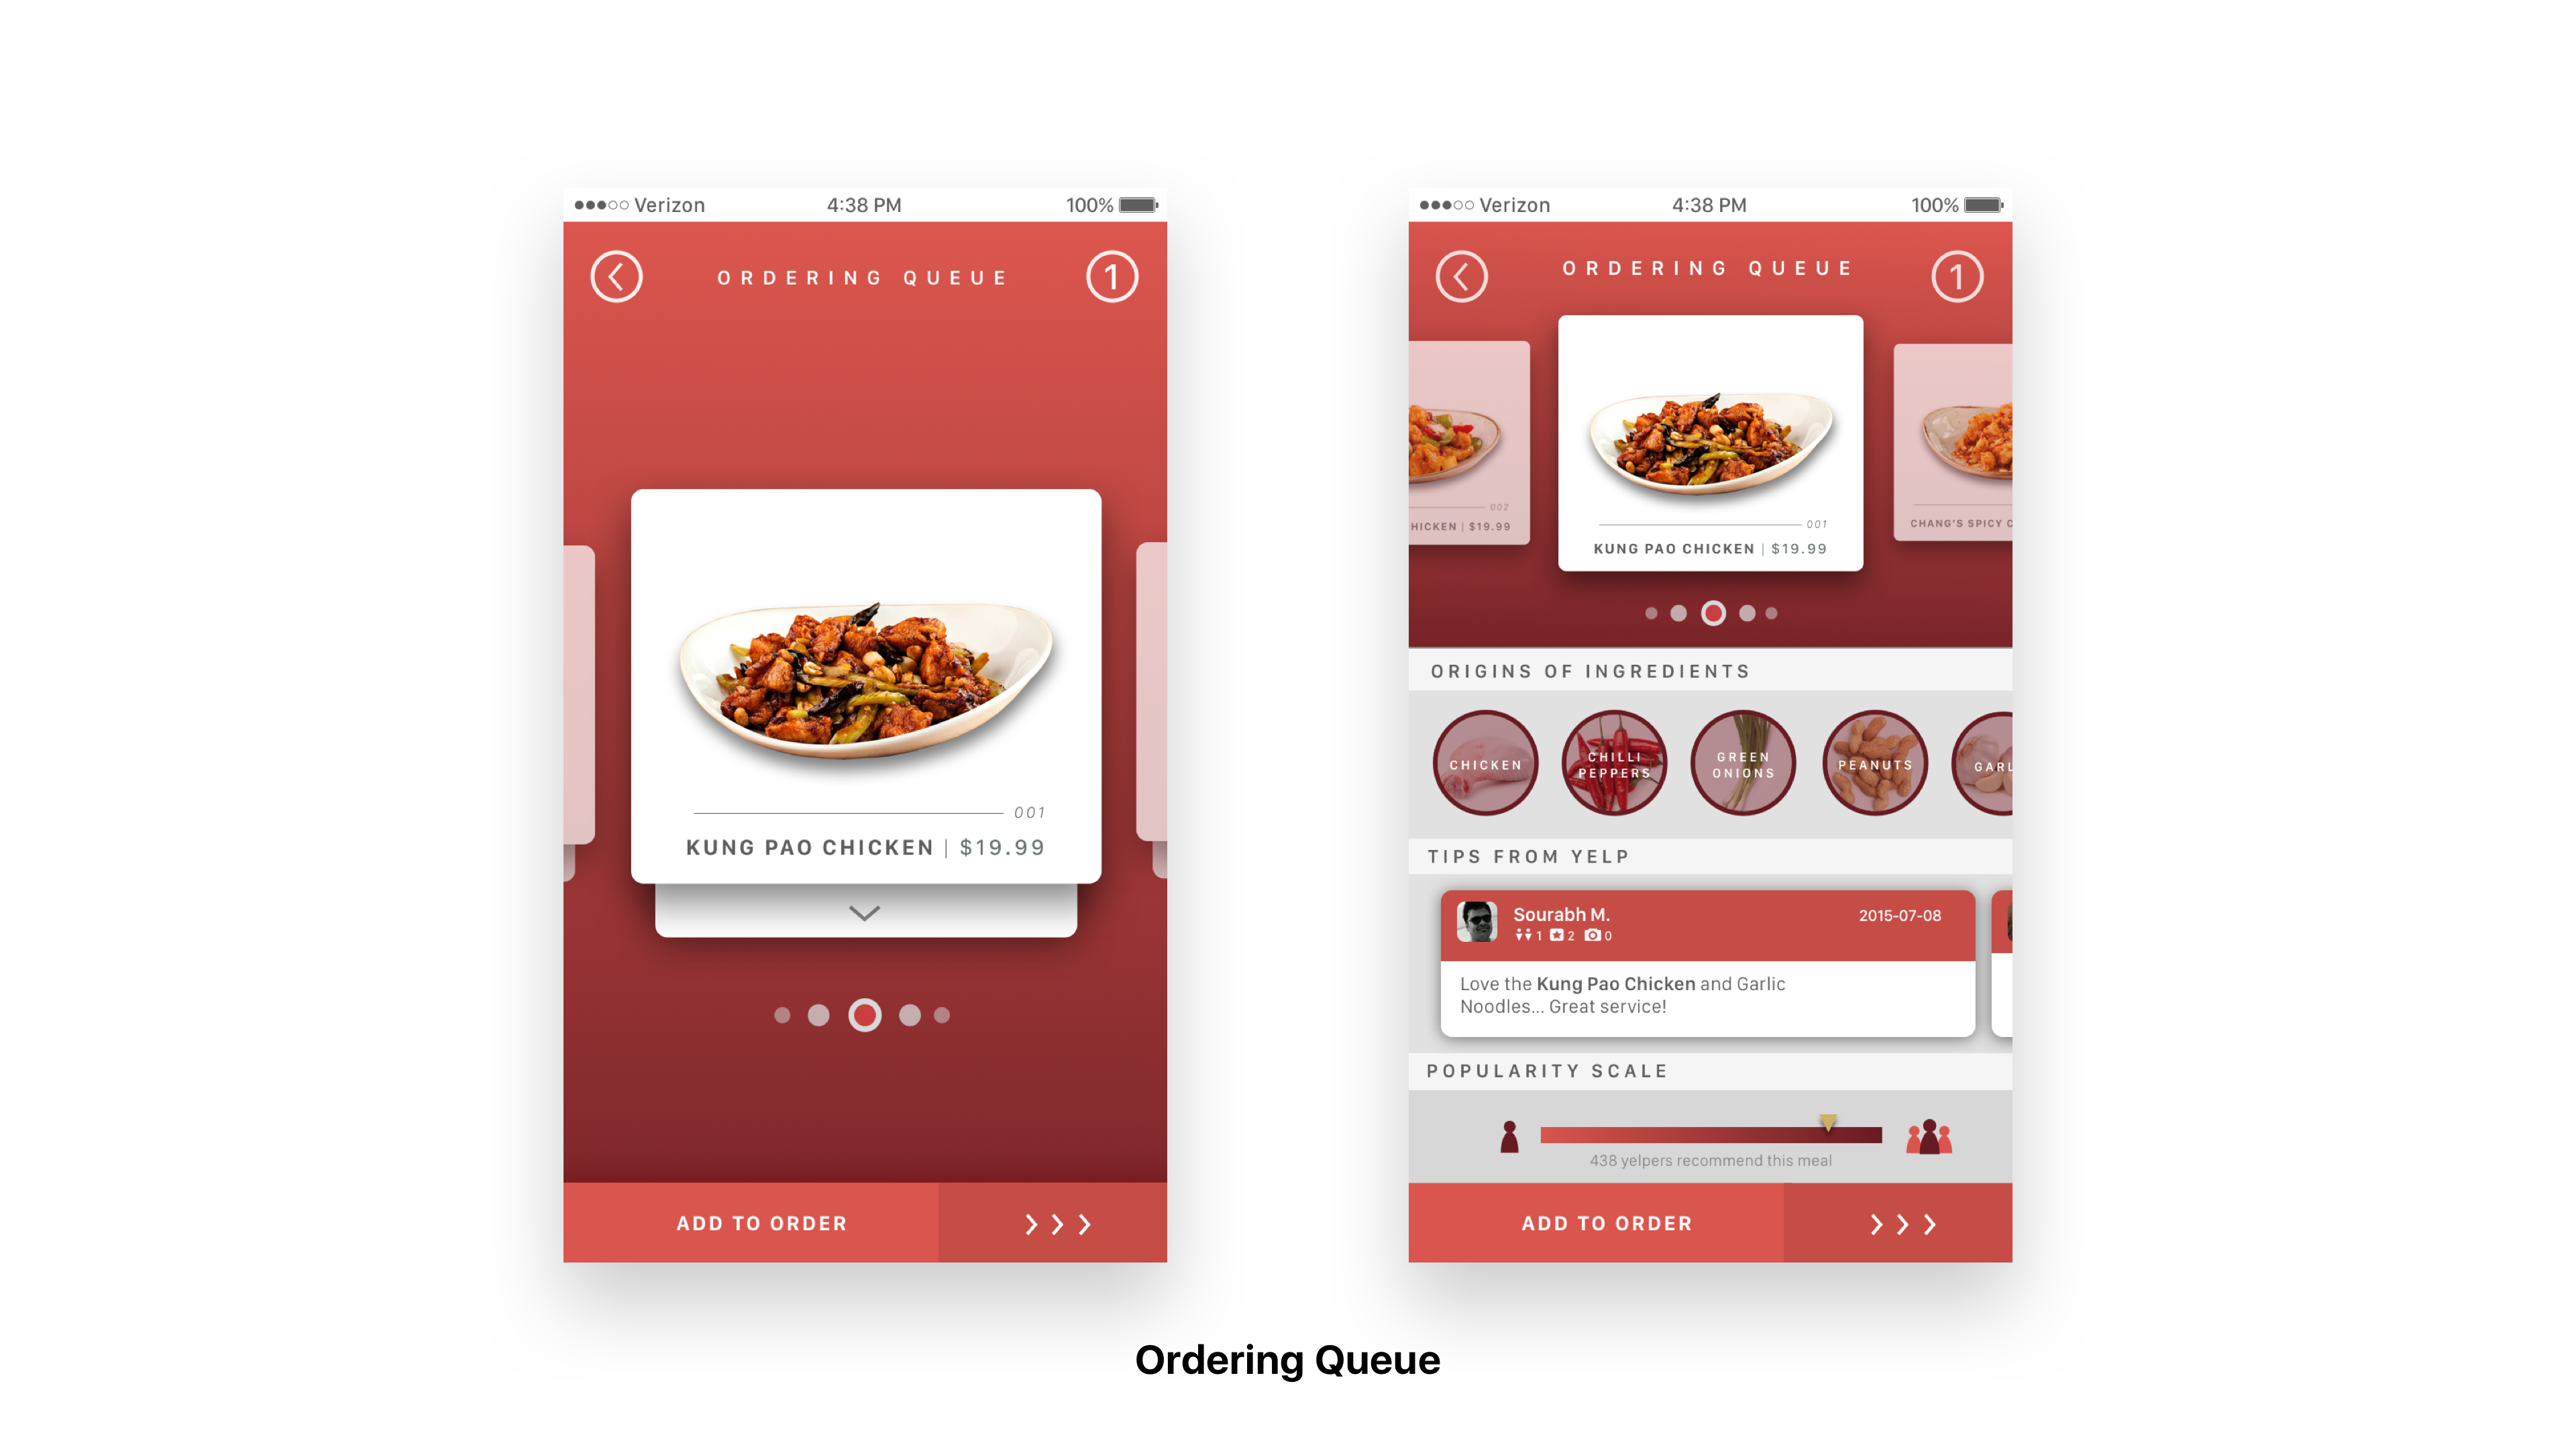 Verizon 4:38 PM 100%
ORDERING QUEUE
1
001
KUNG PAO CHICKEN | $19.99
ADD TO ORDER
Verizon 4:38 PM 100%
ORDERING QUEUE
1
002
HICKEN | $19.99
001
KUNG PAO CHICKEN | $19.99
CHANG'S SPICY C
ORIGINS OF INGREDIENTS
CHICKEN
CHILLI
PEPPERS
GREEN
ONIONS
PEANUTS
GARL
TIPS FROM YELP
Sourabh M.
2015-07-08
1 2 0
Love the Kung Pao Chicken and Garlic
Noodles... Great service!
POPULARITY SCALE
438 yelpers recommend this meal
ADD TO ORDER
Ordering Queue